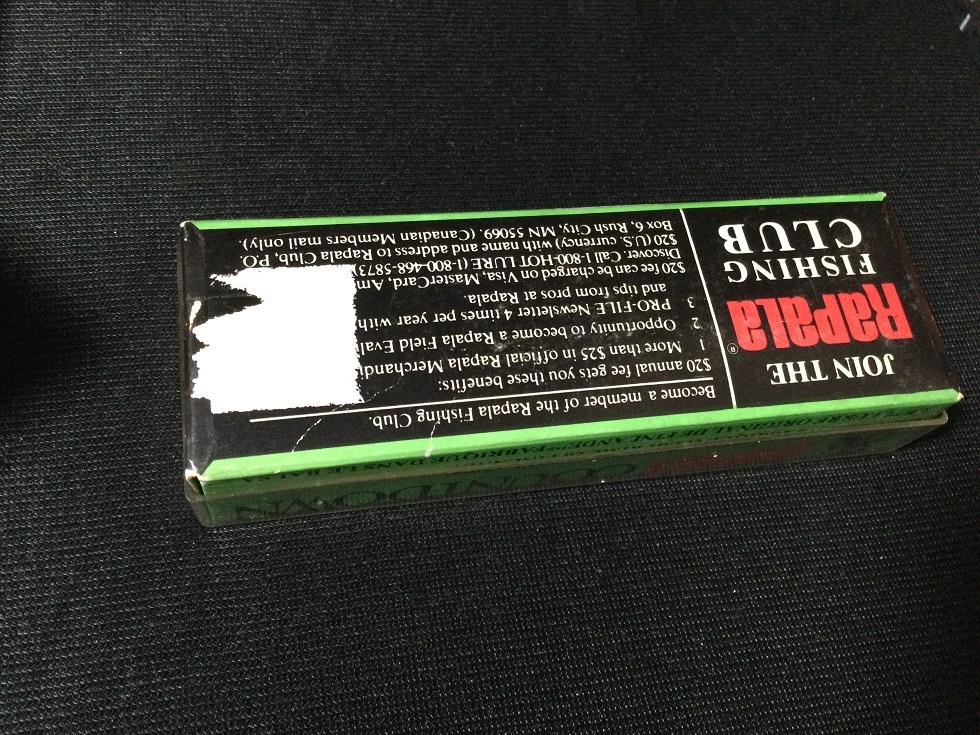 JOIN THE
Rapala®
FISHING
CLUB
Become a member of the Rapala Fishing Club.
$20 annual fee gets you these benefits:
1 More than $25 in official Rapala Merchandi
2 Opportunity to become a Rapala Field Eval
3 PRO-FILE Newsletter 4 times per year with
and tips from pros at Rapala.
$20 fee can be charged on Visa, MasterCard, Am
Discover. Call 1-800-HOT LURE (1-800-468-5873)
$20 (U.S. currency) with name and address to Rapala Club, P.O.
Box 6, Rush City, MN 55069. (Canadian Members mail only).
COUNTDOWN